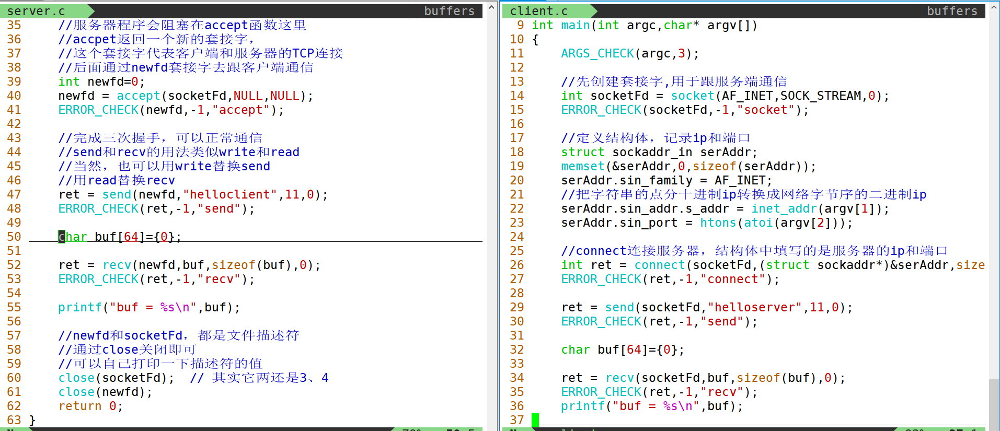 server.c buffers
35 //服务器程序会阻塞在accept函数这里
36 //accpet返回一个新的套接字，
37 //这个套接字代表客户端和服务器的TCP连接
38 //后面通过newfd套接字去跟客户端通信
39 int newfd=0;
40 newfd = accept(socketFd,NULL,NULL);
41 ERROR_CHECK(newfd,-1,"accept");
42
43 //完成三次握手，可以正常通信
44 //send和recv的用法类似write和read
45 //当然，也可以用write替换send
46 //用read替换recv
47 ret = send(newfd,"helloclient",11,0);
48 ERROR_CHECK(ret,-1,"send");
49
50 char buf[64]={0};
51
52 ret = recv(newfd,buf,sizeof(buf),0);
53 ERROR_CHECK(ret,-1,"recv");
54
55 printf("buf = %s\n",buf);
56
57 //newfd和socketFd，都是文件描述符
58 //通过close关闭即可
59 //可以自己打印一下描述符的值
60 close(socketFd);  // 其实它两还是3、4
61 close(newfd);
62 return 0;
63 }
client.c buffers
9 int main(int argc,char* argv[])
10 {
11 ARGS_CHECK(argc,3);
12
13 //先创建套接字,用于跟服务端通信
14 int socketFd = socket(AF_INET,SOCK_STREAM,0);
15 ERROR_CHECK(socketFd,-1,"socket");
16
17 //定义结构体，记录ip和端口
18 struct sockaddr_in serAddr;
19 memset(&serAddr,0,sizeof(serAddr));
20 serAddr.sin_family = AF_INET;
21 //把字符串的点分十进制ip转换成网络字节序的二进制ip
22 serAddr.sin_addr.s_addr = inet_addr(argv[1]);
23 serAddr.sin_port = htons(atoi(argv[2]));
24
25 //connect连接服务器，结构体中填写的是服务器的ip和端口
26 int ret = connect(socketFd,(struct sockaddr*)&serAddr,size
27 ERROR_CHECK(ret,-1,"connect");
28
29 ret = send(socketFd,"helloserver",11,0);
30 ERROR_CHECK(ret,-1,"send");
31
32 char buf[64]={0};
33
34 ret = recv(socketFd,buf,sizeof(buf),0);
35 ERROR_CHECK(ret,-1,"recv");
36 printf("buf = %s\n",buf);
37